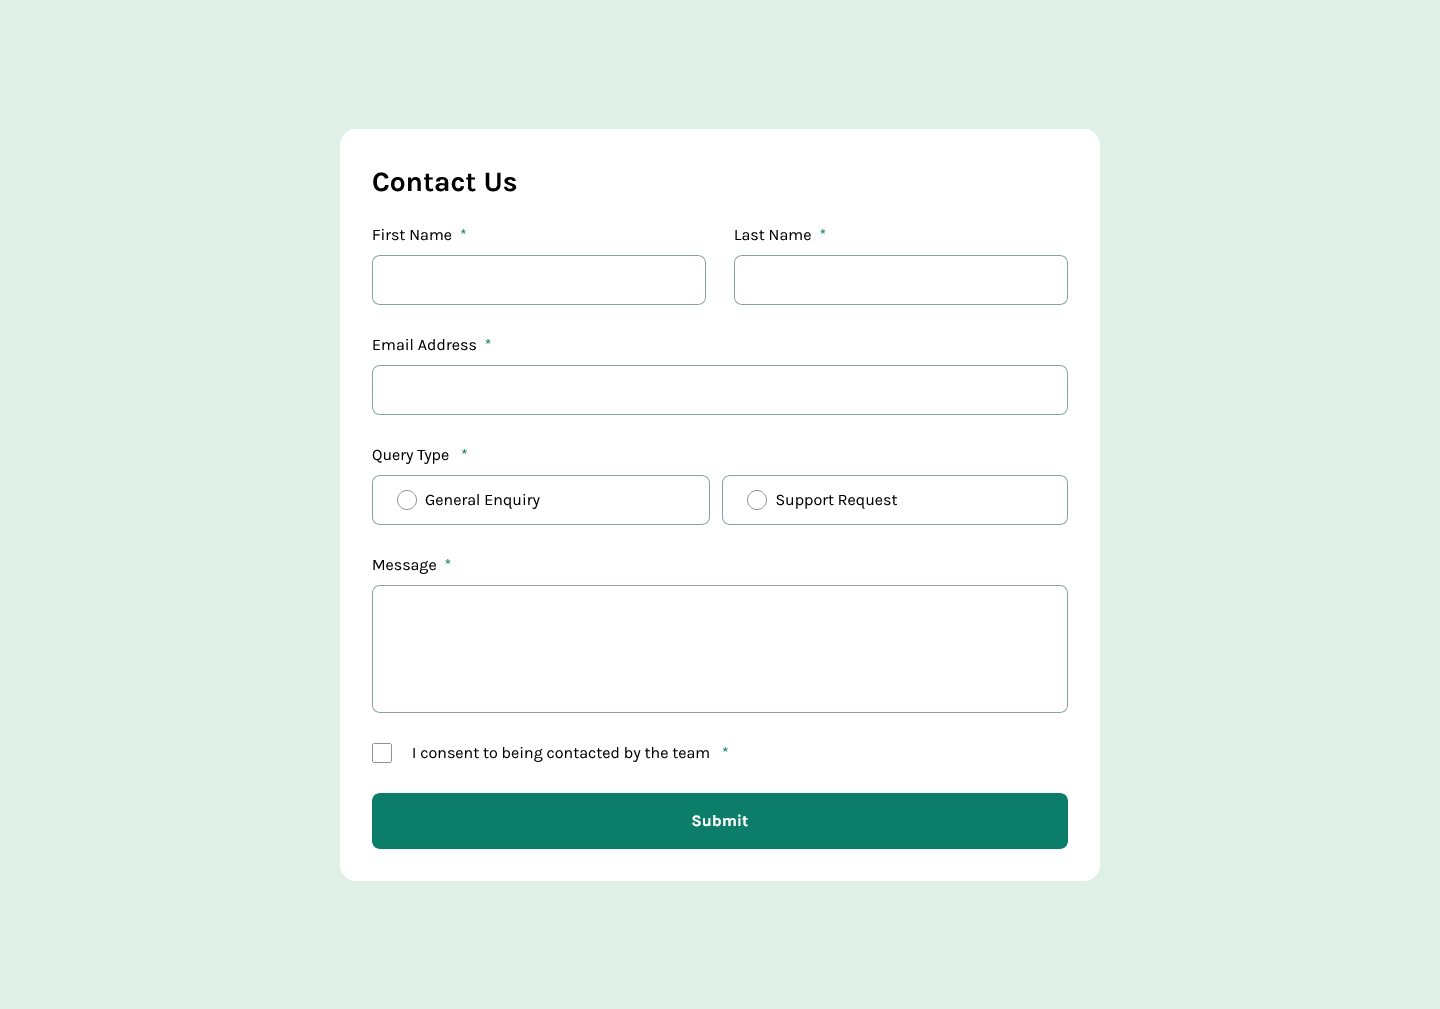 Contact Us
First Name *
Last Name *
Email Address *
Query Type *
General Enquiry
Support Request
Message *
I consent to being contacted by the team *
Submit